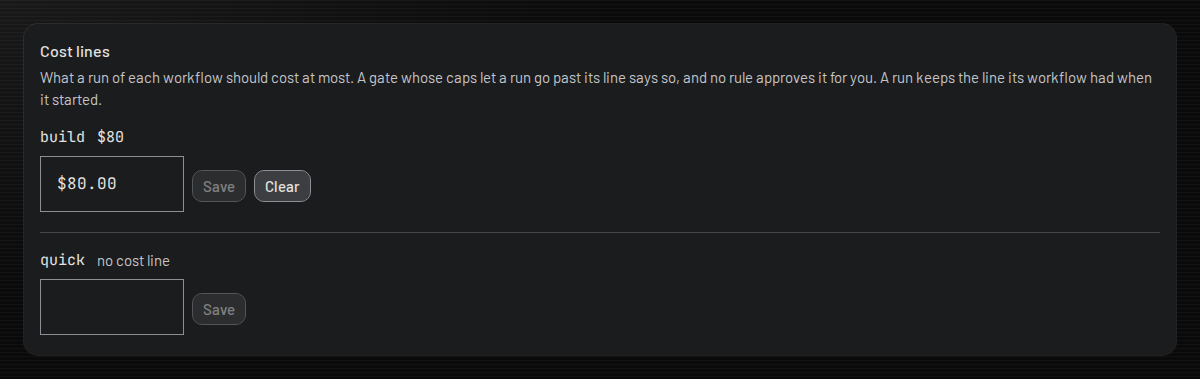 Cost lines
What a run of each workflow should cost at most. A gate whose caps let a run go past its line says so, and no rule approves it for you. A run keeps the line its workflow had when
it started.
build $80
$80.00 Save Clear
quick no cost line
Save